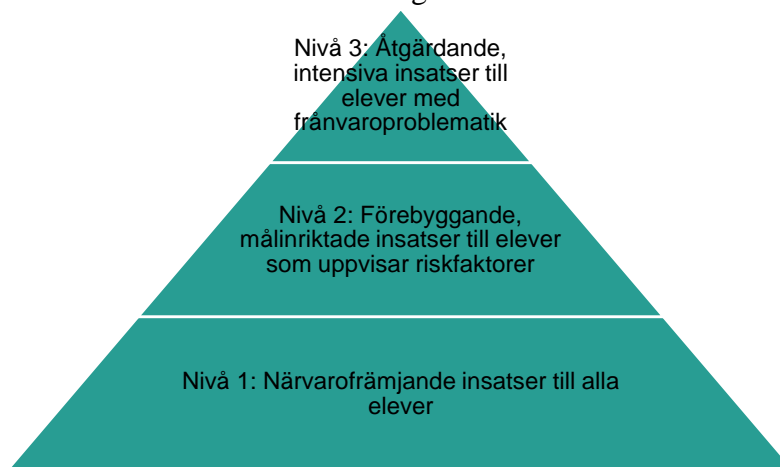 Nivå 3: Åtgärdande,
intensiva insatser till
elever med
frånvaroproblematik
Nivå 2: Förebyggande,
målinriktade insatser till elever
som uppvisar riskfaktorer
Nivå 1: Närvarofrämjande insatser till alla
elever